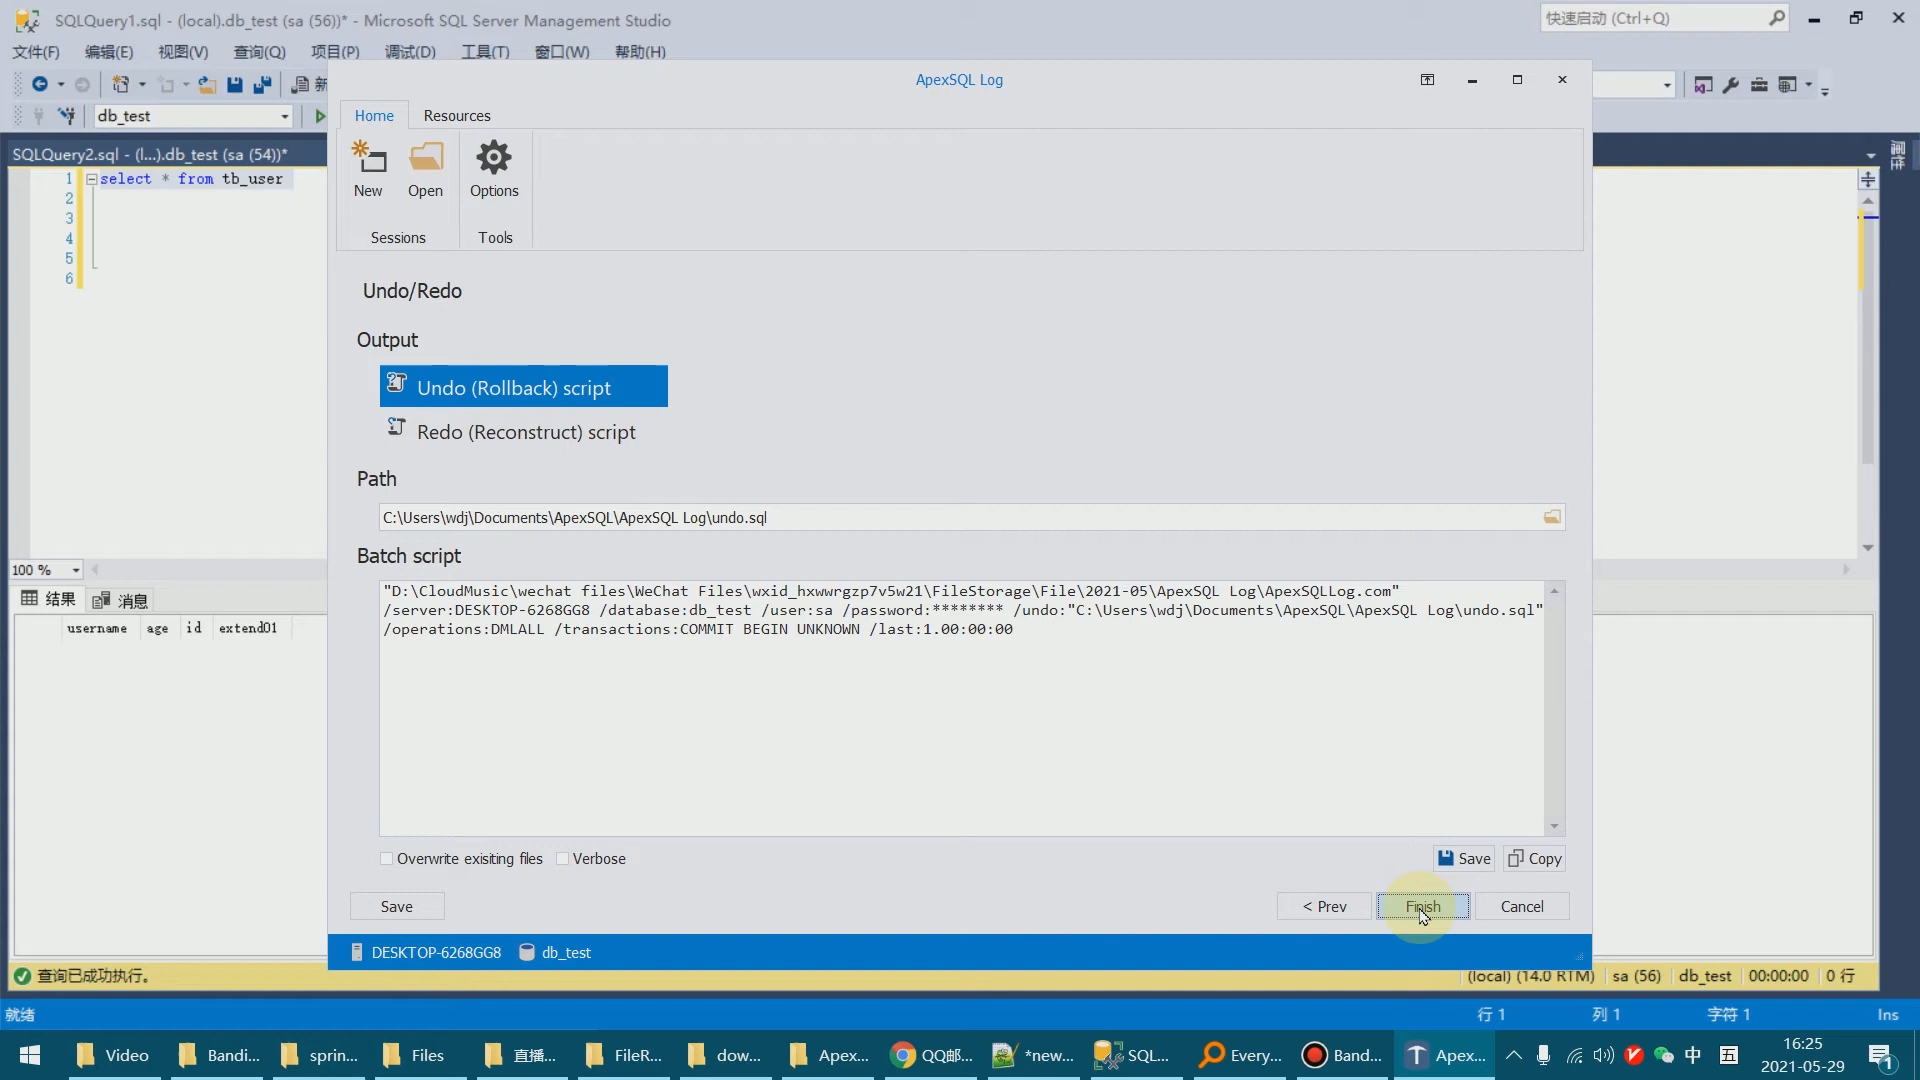 SQLQuery1.sql - (local).db_test (sa (56))* - Microsoft SQL Server Management Studio
快速启动 (Ctrl+Q)
文件(F) 编辑(E) 视图(V) 查询(Q) 项目(P) 调试(D) 工具(T) 窗口(W) 帮助(H)
新
db_test
SQLQuery2.sql - (l...).db_test (sa (54))*
属性
1 select * from tb_user
2
3
4
5
6
100 %
结果 消息
username age id extend01
ApexSQL Log
Home Resources
New Open Options
Sessions Tools
Undo/Redo
Output
Undo (Rollback) script
Redo (Reconstruct) script
Path
C:\Users\wdj\Documents\ApexSQL\ApexSQL Log\undo.sql
Batch script
"D:\CloudMusic\wechat files\WeChat Files\wxid_hxwwrgzp7v5w21\FileStorage\File\2021-05\ApexSQL Log\ApexSQLLog.com"
/server:DESKTOP-6268GG8 /database:db_test /user:sa /password:******** /undo:"C:\Users\wdj\Documents\ApexSQL\ApexSQL Log\undo.sql"
/operations:DMLALL /transactions:COMMIT BEGIN UNKNOWN /last:1.00:00:00
Overwrite exisiting files Verbose
Save Copy
Save < Prev Finish Cancel
DESKTOP-6268GG8 db_test
查询已成功执行。 (local) (14.0 RTM) sa (56) db_test 00:00:00 0 行
就绪 行 1 列 1 字符 1 Ins
Video Bandi... sprin... Files 直播... FileR... dow... Apex... QQ邮... *new... SQL... Every... Band... Apex... 中 五
16:25
2021-05-29
1